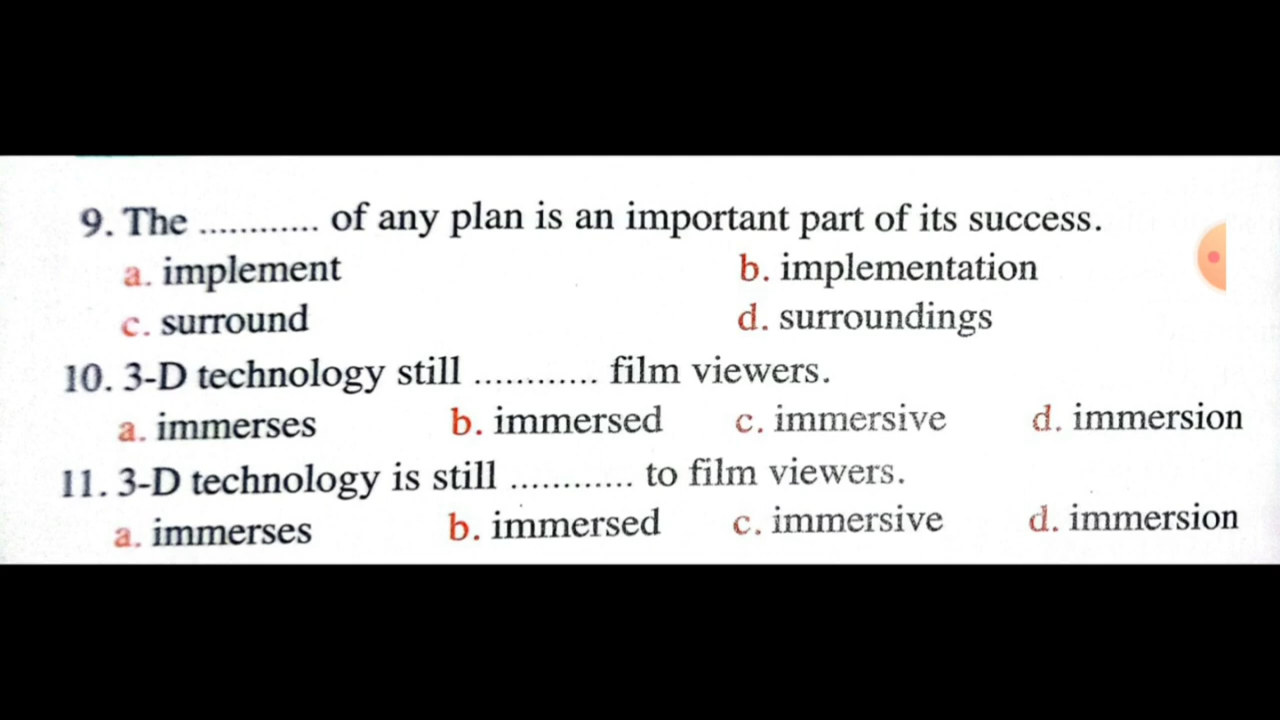 9. The ............ of any plan is an important part of its success.
a. implement b. implementation
c. surround d. surroundings
10. 3-D technology still ............ film viewers.
a. immerses b. immersed c. immersive d. immersion
11. 3-D technology is still ............ to film viewers.
a. immerses b. immersed c. immersive d. immersion